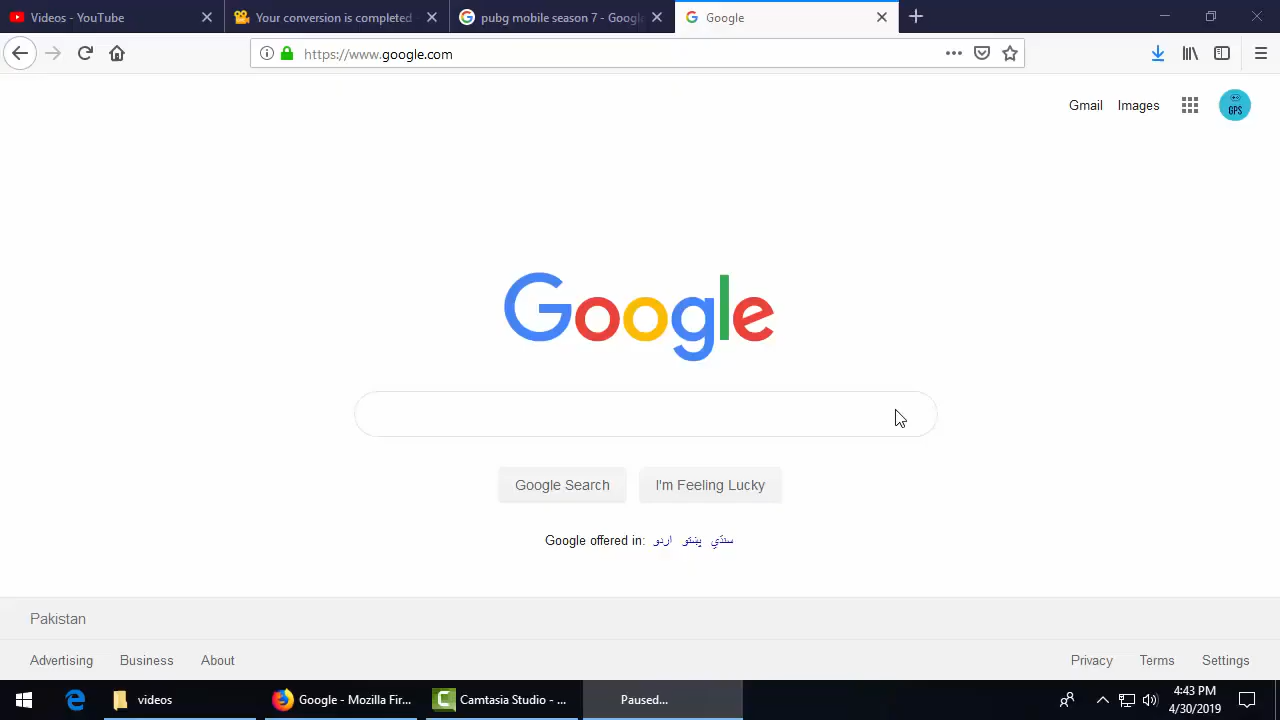 Videos - YouTube
Your conversion is completed -
pubg mobile season 7 - Google
Google
https://www.google.com
Gmail Images
GPS
Google
Google Search I'm Feeling Lucky
Google offered in: اردو پښتو سنڌي
Pakistan
Advertising Business About
Privacy Terms Settings
videos
Google - Mozilla Fir...
Camtasia Studio - ...
Paused...
4:43 PM
4/30/2019